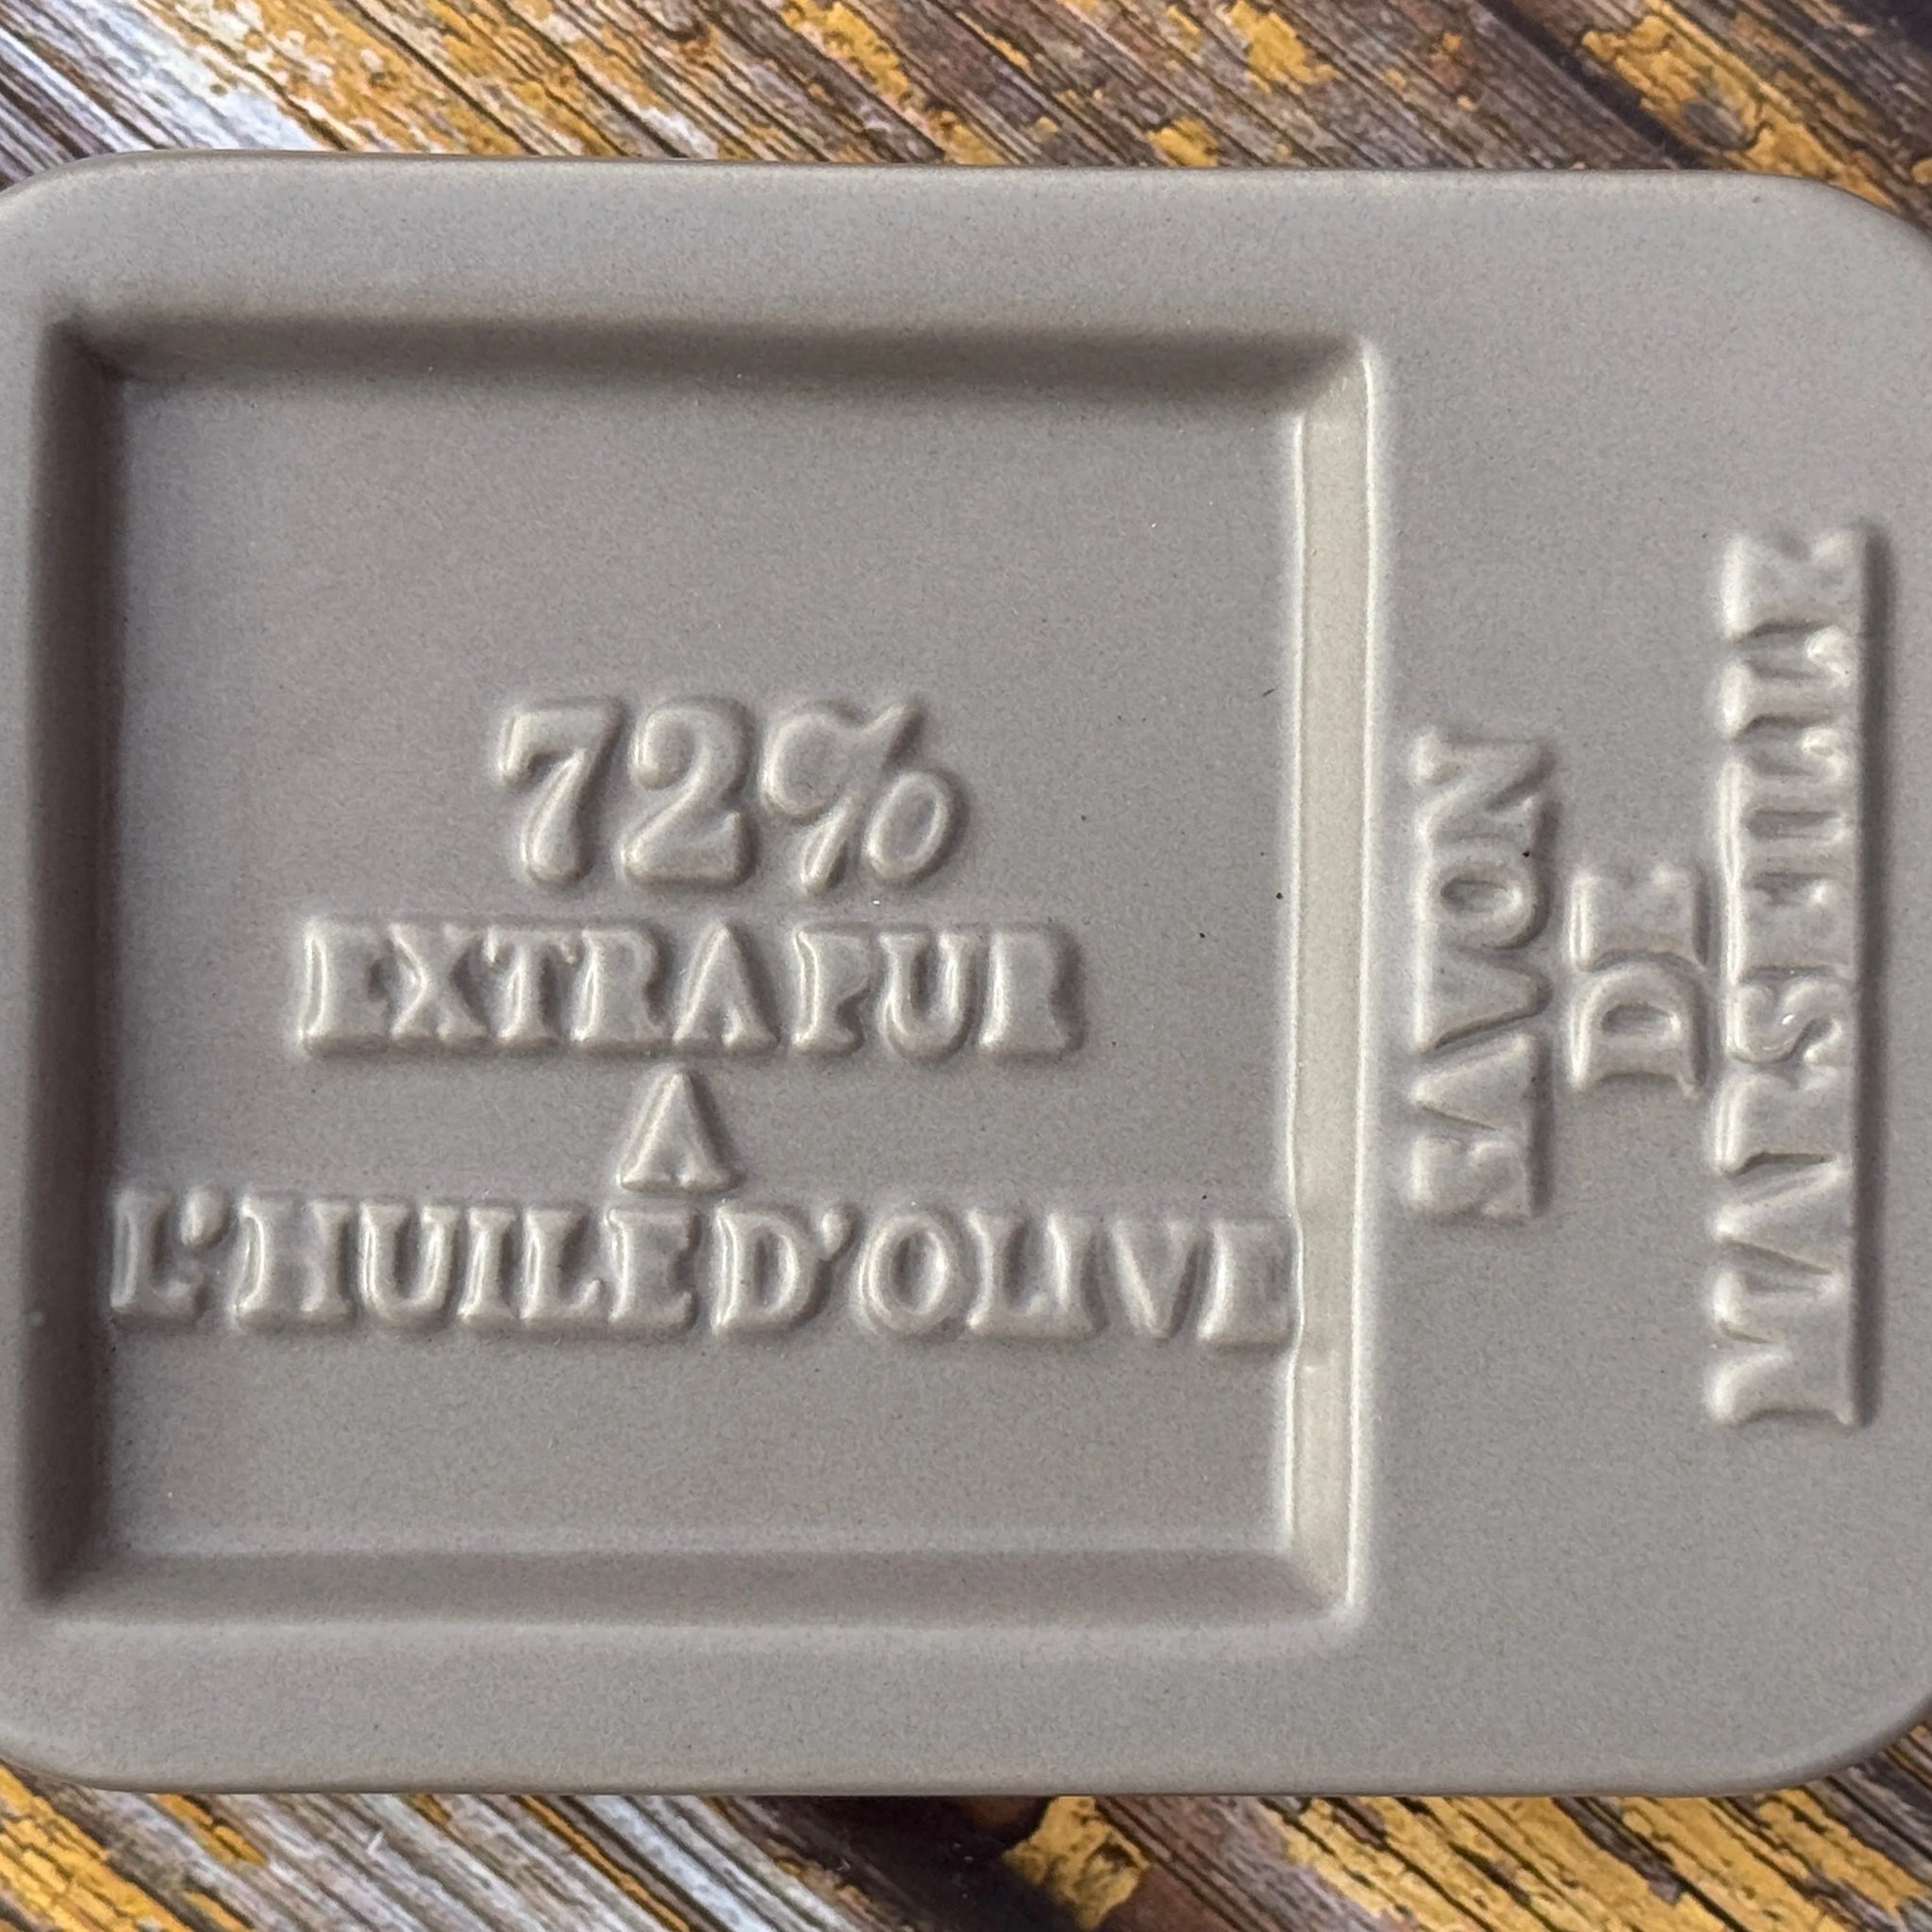 72%
EXTRA PUR
A
L'HUILE D'OLIVE
SAVON
DE
MARSEILLE